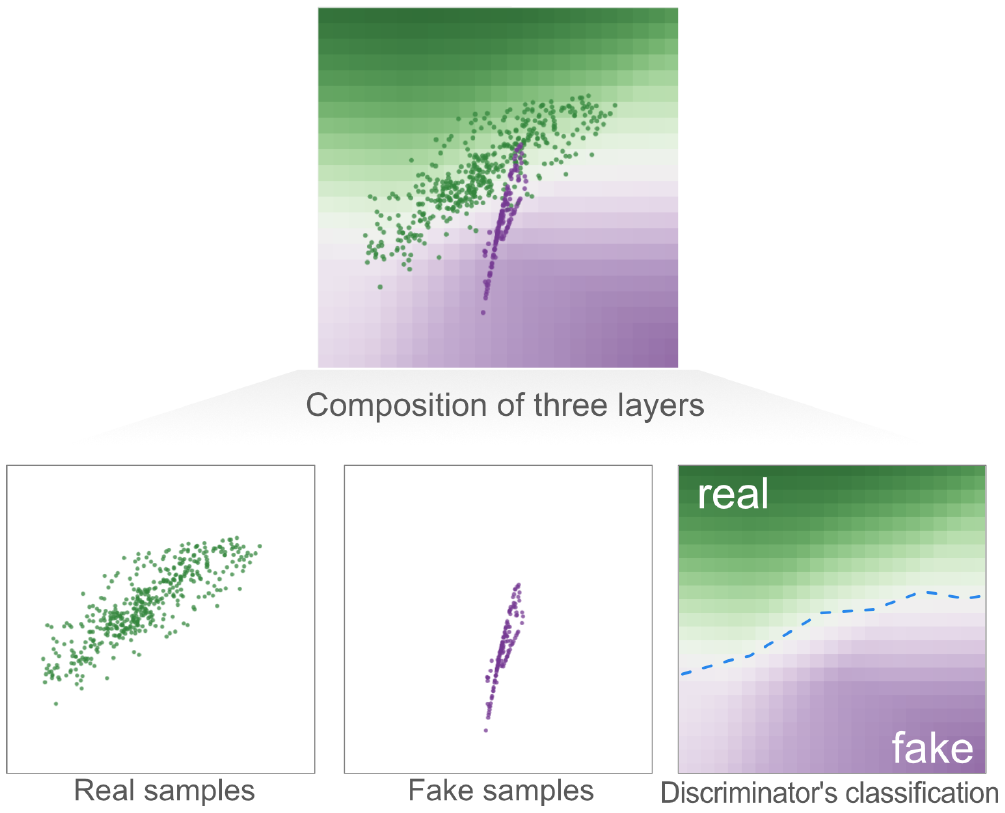 Composition of three layers
real
fake
Real samples
Fake samples
Discriminator's classification